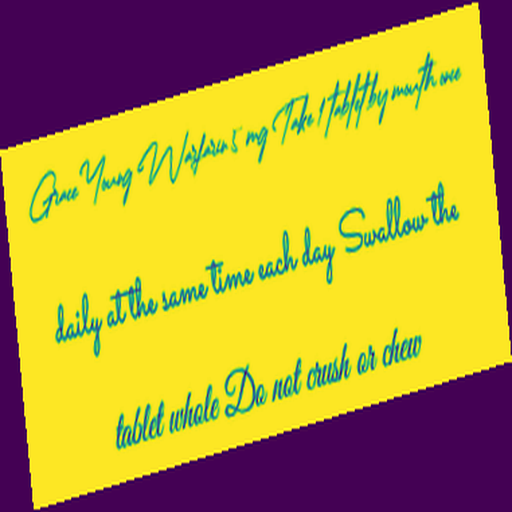 Grace Young Warfarin 5 mg Take 1 tablet by mouth once
daily at the same time each day Swallow the
tablet whole Do not crush or chew